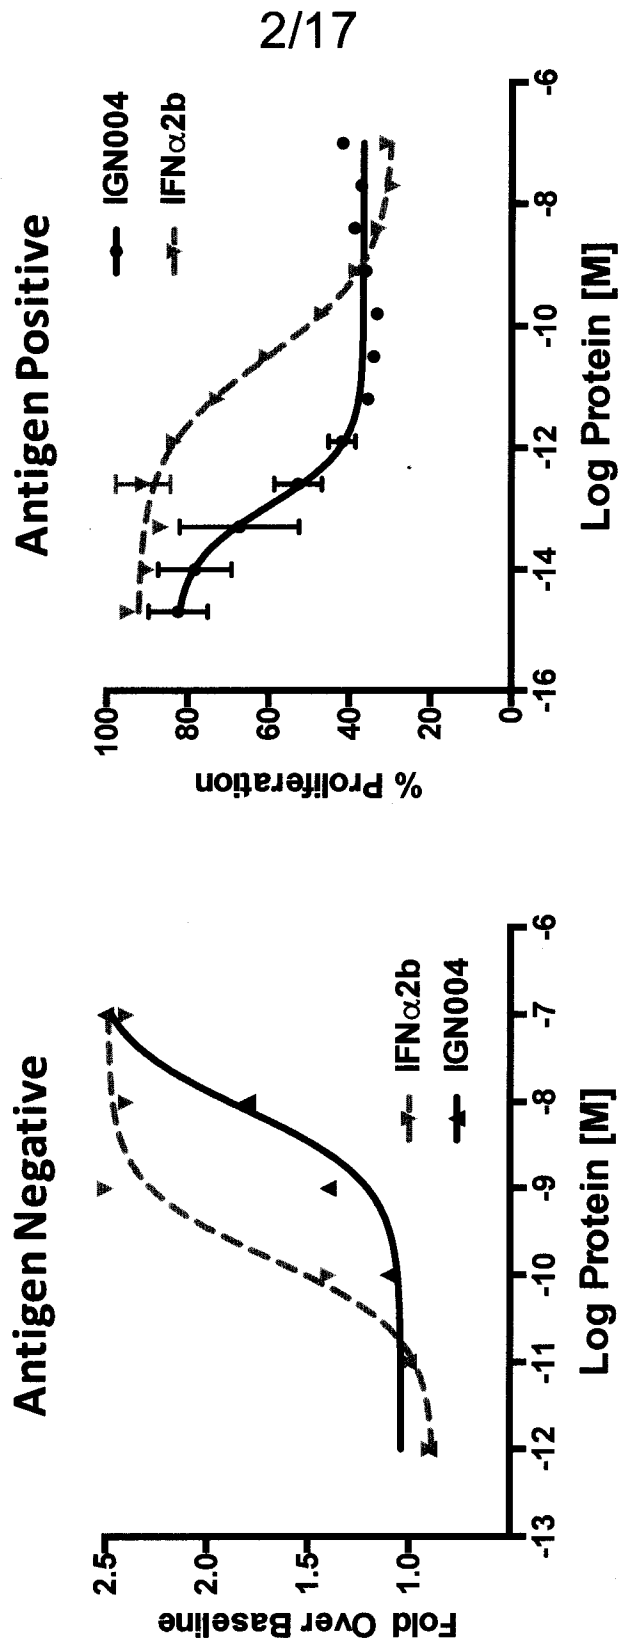 2/17
Antigen Negative
Fold Over Baseline
2.5
2.0
1.5
1.0
-13
-12
-11
-10
-9
-8
-7
-6
Log Protein [M]
IFNα2b
IGN004
Antigen Positive
% Proliferation
100
80
60
40
20
0
-16
-14
-12
-10
-8
-6
Log Protein [M]
IGN004
IFNα2b